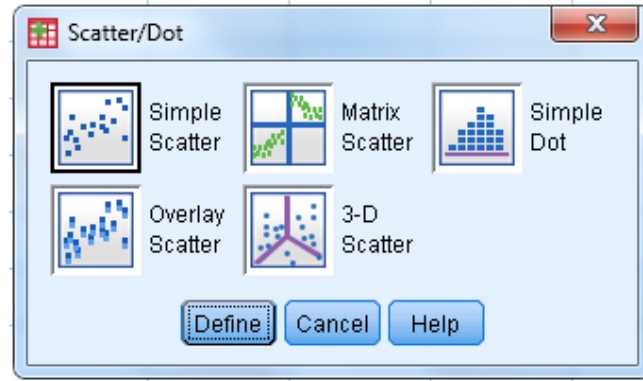 Scatter/Dot
Simple
Scatter
Matrix
Scatter
Simple
Dot
Overlay
Scatter
3-D
Scatter
Define
Cancel
Help